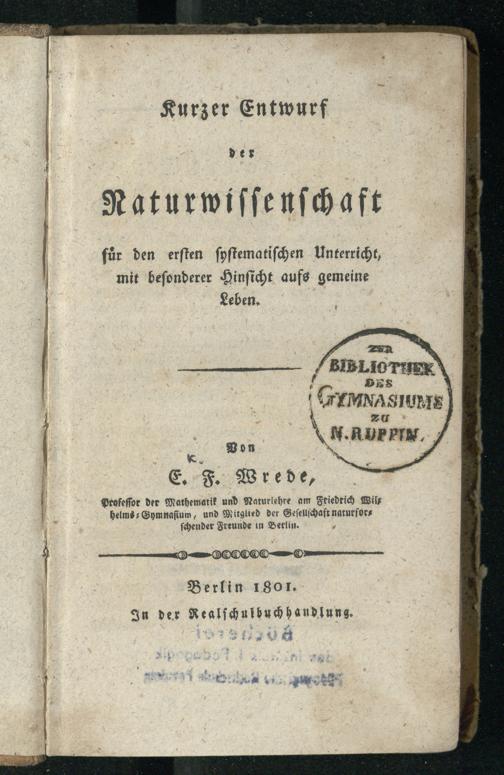 Kurzer Entwurf
der
Naturwissenschaft
für den ersten systematischen Unterricht,
mit besonderer Hinsicht aufs gemeine
Leben.
ZUR
BIBLIOTHEK
DES
GYMNASIUMS
ZU
N. RUPPIN.
Von
K.
E. F. Wrede,
Professor der Mathematik und Naturlehre am Friedrich Wil-
helms-Gymnasium, und Mitglied der Gesellschaft naturfor-
schender Freunde in Berlin.
Berlin 1801.
In der Realschulbuchhandlung.
Bücherei